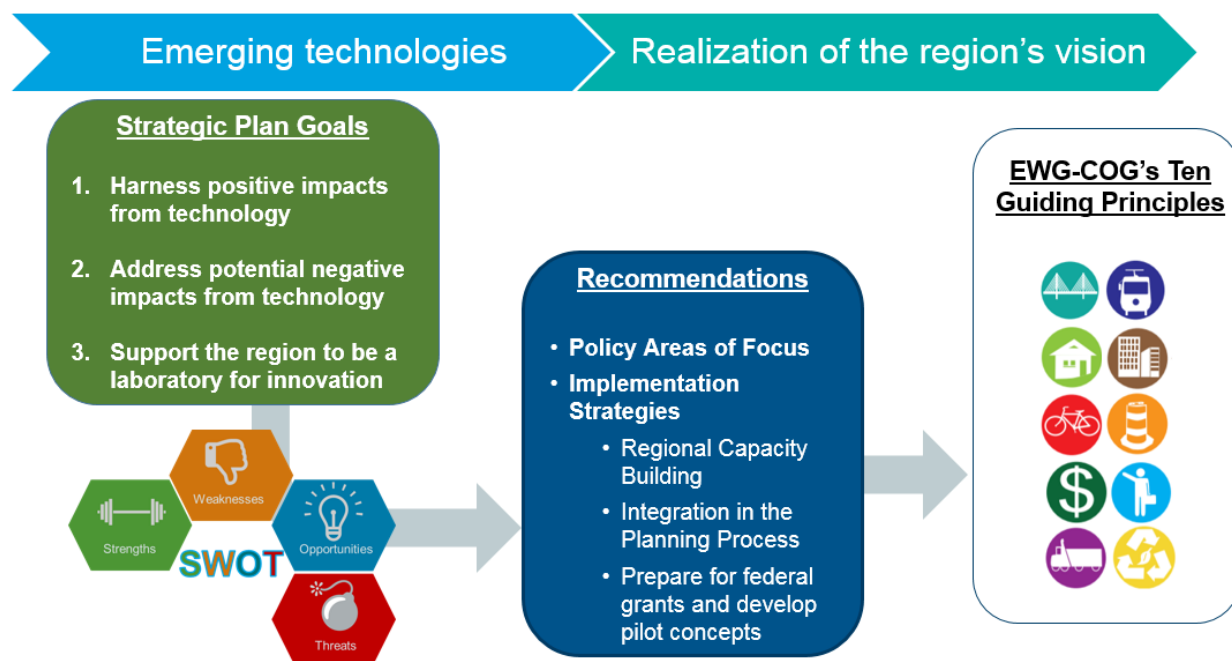 Emerging technologies
Realization of the region's vision
Strategic Plan Goals
1. Harness positive impacts
from technology
2. Address potential negative
impacts from technology
3. Support the region to be a
laboratory for innovation
Weaknesses
Strengths
Opportunities
SWOT
Threats
Recommendations
• Policy Areas of Focus
• Implementation
Strategies
• Regional Capacity
Building
• Integration in the
Planning Process
• Prepare for federal
grants and develop
pilot concepts
EWG-COG's Ten
Guiding Principles
$